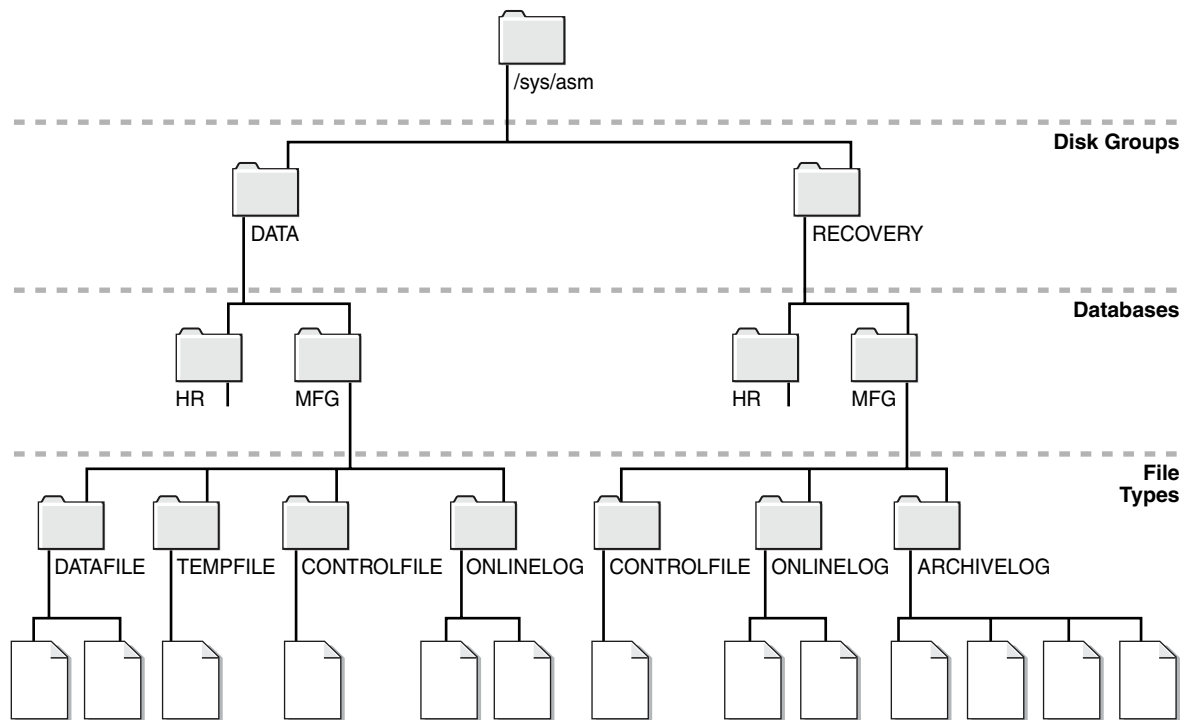 /sys/asm
Disk Groups
DATA
RECOVERY
Databases
HR
MFG
HR
MFG
File
Types
DATAFILE
TEMPFILE
CONTROLFILE
ONLINELOG
CONTROLFILE
ONLINELOG
ARCHIVELOG